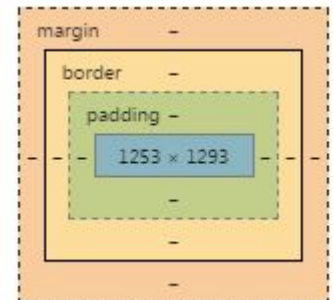 margin –
border –
padding –
– – – 1253 × 1293 – – –
–
–
–